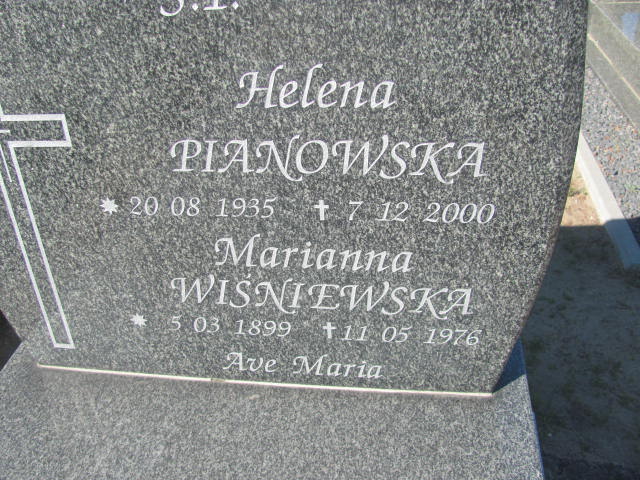 Helena
PIANOWSKA
* 20 08 1935 † 7 12 2000
Marianna
WIŚNIEWSKA
* 5 03 1899 † 11 05 1976
Ave Maria